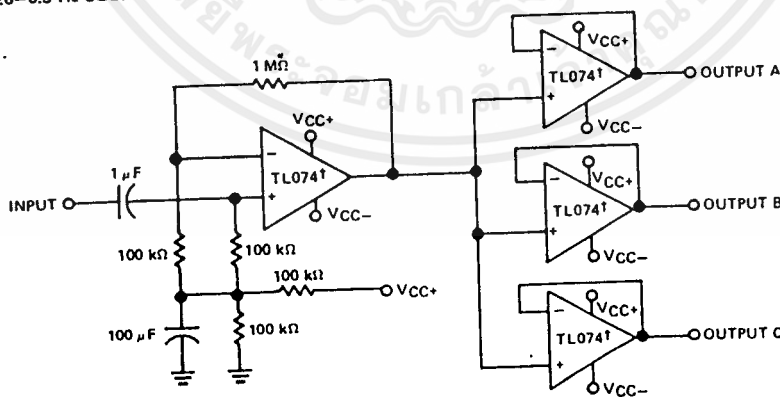 1 MΩ
VCC+
TL074†
VCC−
1 μF
INPUT
100 kΩ
100 kΩ
100 kΩ
VCC+
100 μF
100 kΩ
VCC+
TL074†
VCC−
OUTPUT A
VCC+
TL074†
VCC−
OUTPUT B
VCC+
TL074†
VCC−
OUTPUT C